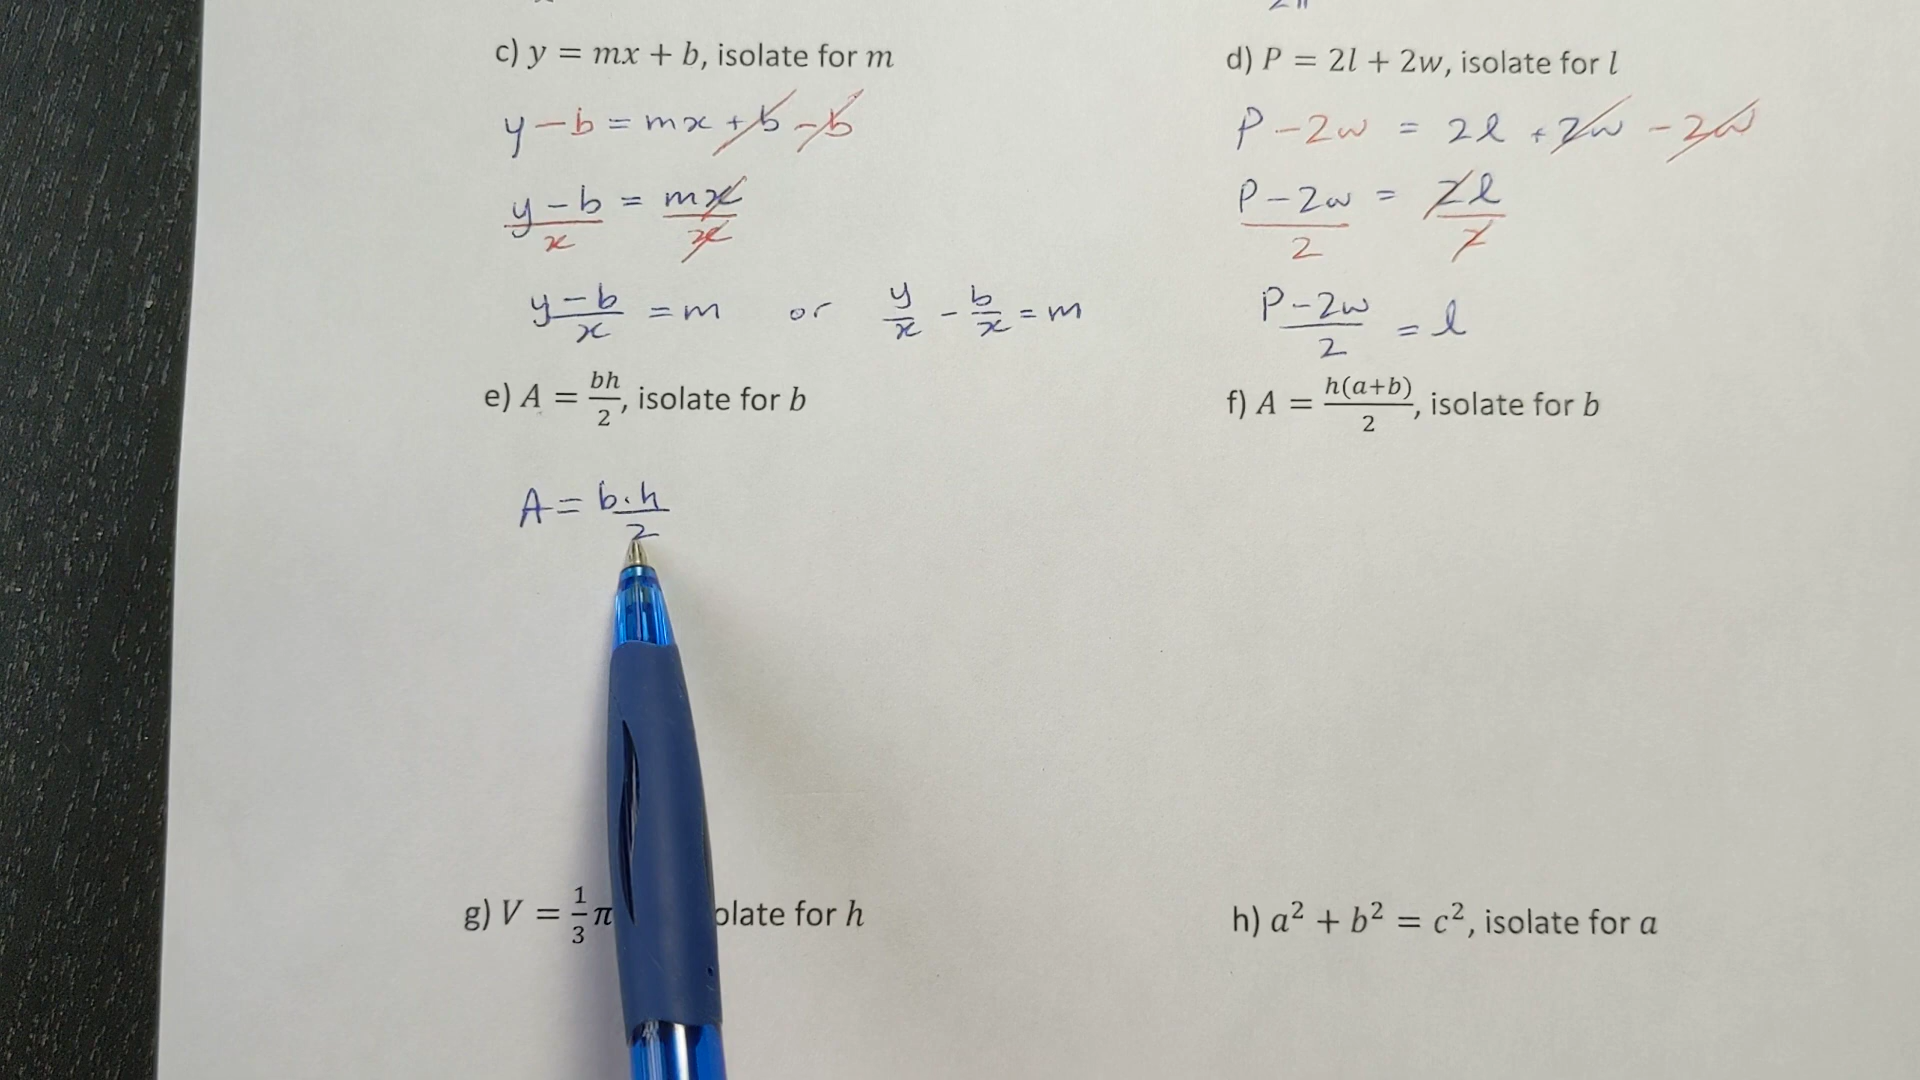 c) y = mx + b, isolate for m
y - b = mx + b - b
y - b / x = mx / x
y - b / x = m or y/x - b/x = m
d) P = 2l + 2w, isolate for l
P - 2w = 2l + 2w - 2w
P - 2w / 2 = 2l / 2
P - 2w / 2 = l
e) A = bh/2, isolate for b
A = b·h / 2
f) A = h(a+b)/2, isolate for b
g) V = 1/3 π olate for h
h) a² + b² = c², isolate for a